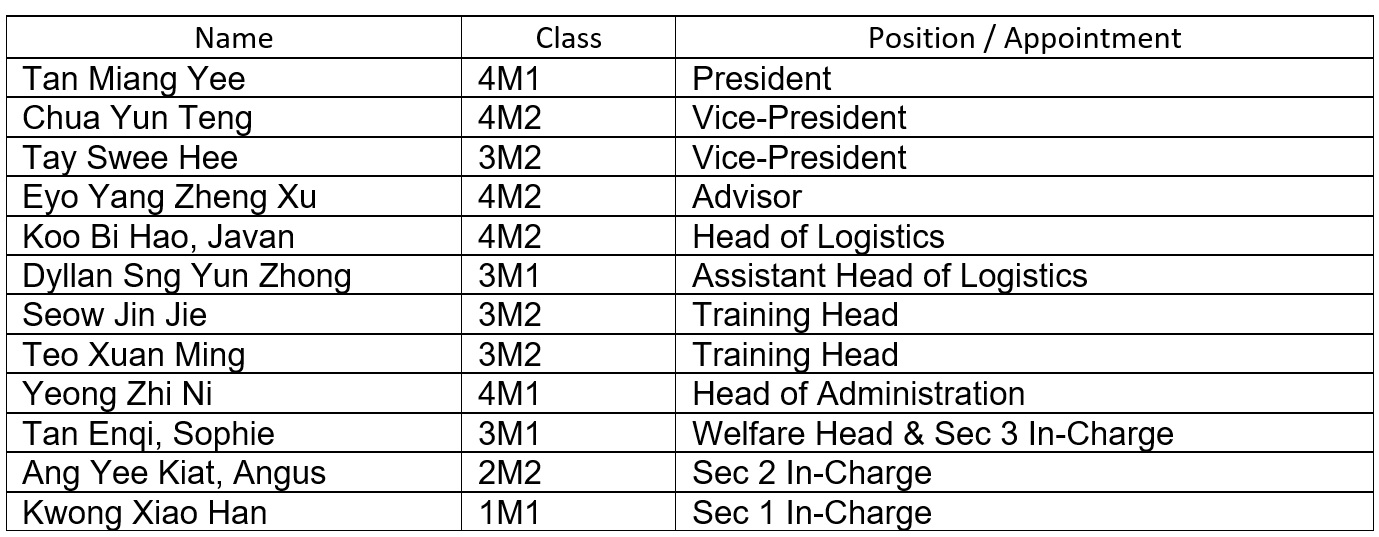 Name Class Position / Appointment
Tan Miang Yee 4M1 President
Chua Yun Teng 4M2 Vice-President
Tay Swee Hee 3M2 Vice-President
Eyo Yang Zheng Xu 4M2 Advisor
Koo Bi Hao, Javan 4M2 Head of Logistics
Dyllan Sng Yun Zhong 3M1 Assistant Head of Logistics
Seow Jin Jie 3M2 Training Head
Teo Xuan Ming 3M2 Training Head
Yeong Zhi Ni 4M1 Head of Administration
Tan Enqi, Sophie 3M1 Welfare Head & Sec 3 In-Charge
Ang Yee Kiat, Angus 2M2 Sec 2 In-Charge
Kwong Xiao Han 1M1 Sec 1 In-Charge